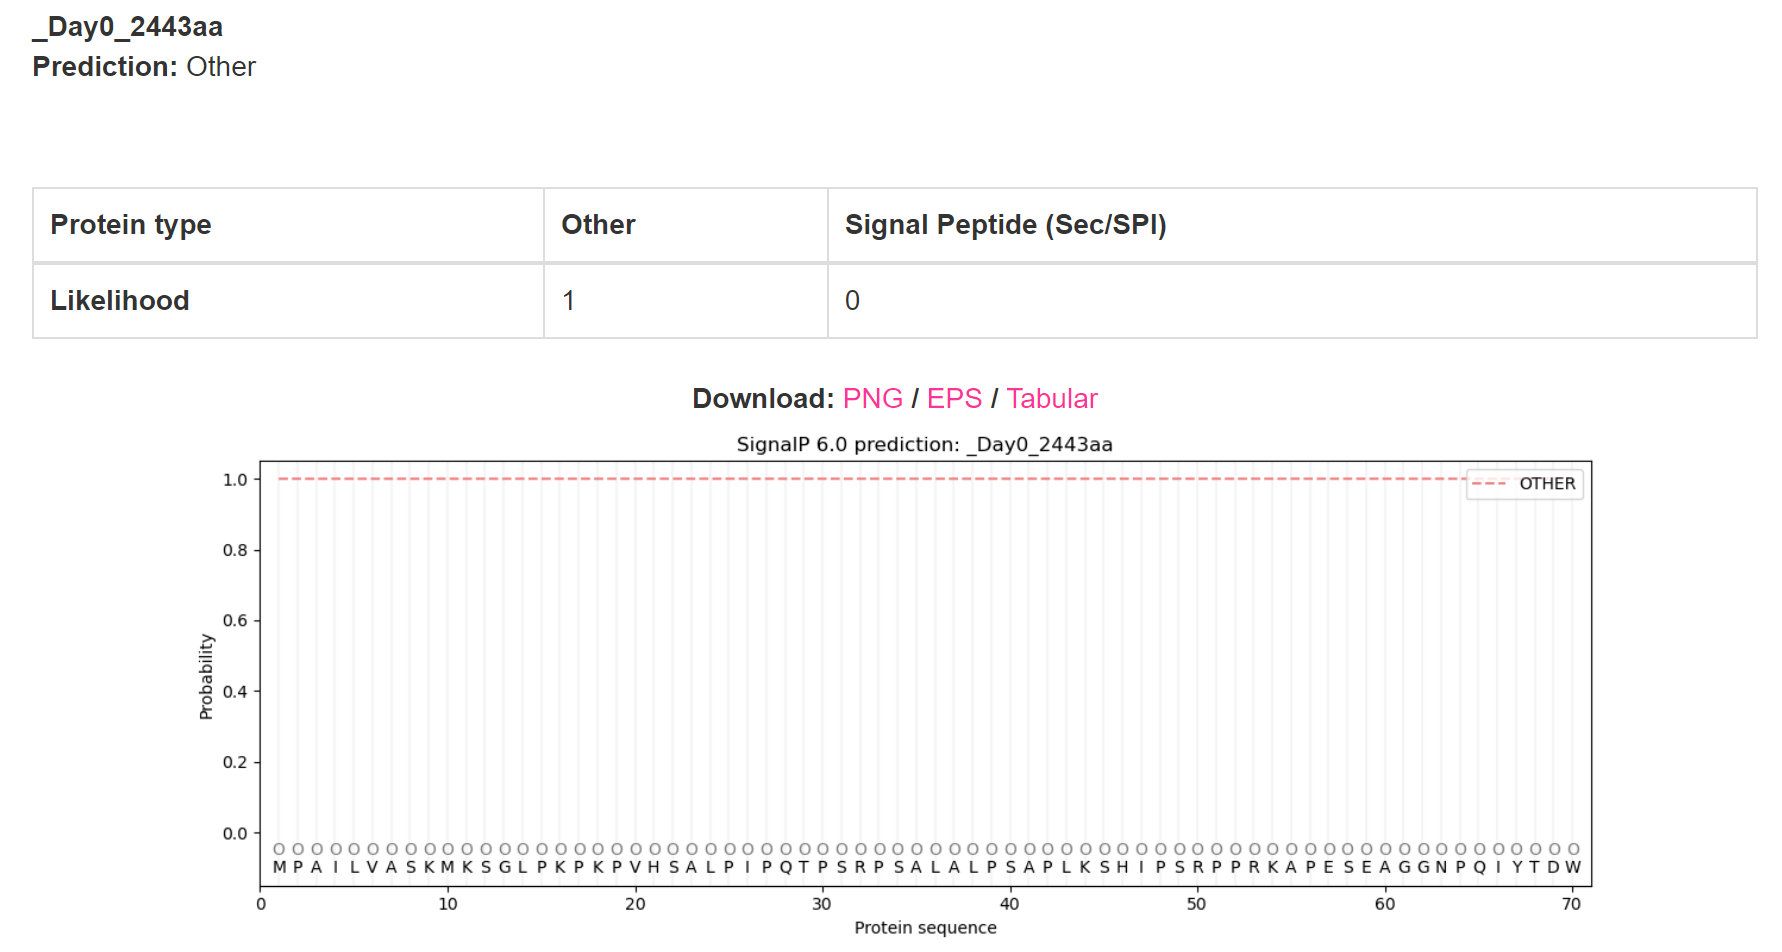 _Day0_2443aa
Prediction: Other
Protein type Other Signal Peptide (Sec/SPI)
Likelihood 1 0
Download: PNG / EPS / Tabular
SignalP 6.0 prediction: _Day0_2443aa
OTHER
1.0
0.8
0.6
0.4
0.2
0.0
Probability
O O O O O O O O O O O O O O O O O O O O O O O O O O O O O O O O O O O O O O O O O O O O O O O O O O O O O O O O O O O O O O O O O O O O O O
M P A I L V A S K M K S G L P K P K P V H S A L P I P Q T P S R P S A L A L P S A P L K S H I P S R P P R K A P E S E A G G N P Q I Y T D W
0 10 20 30 40 50 60 70
Protein sequence